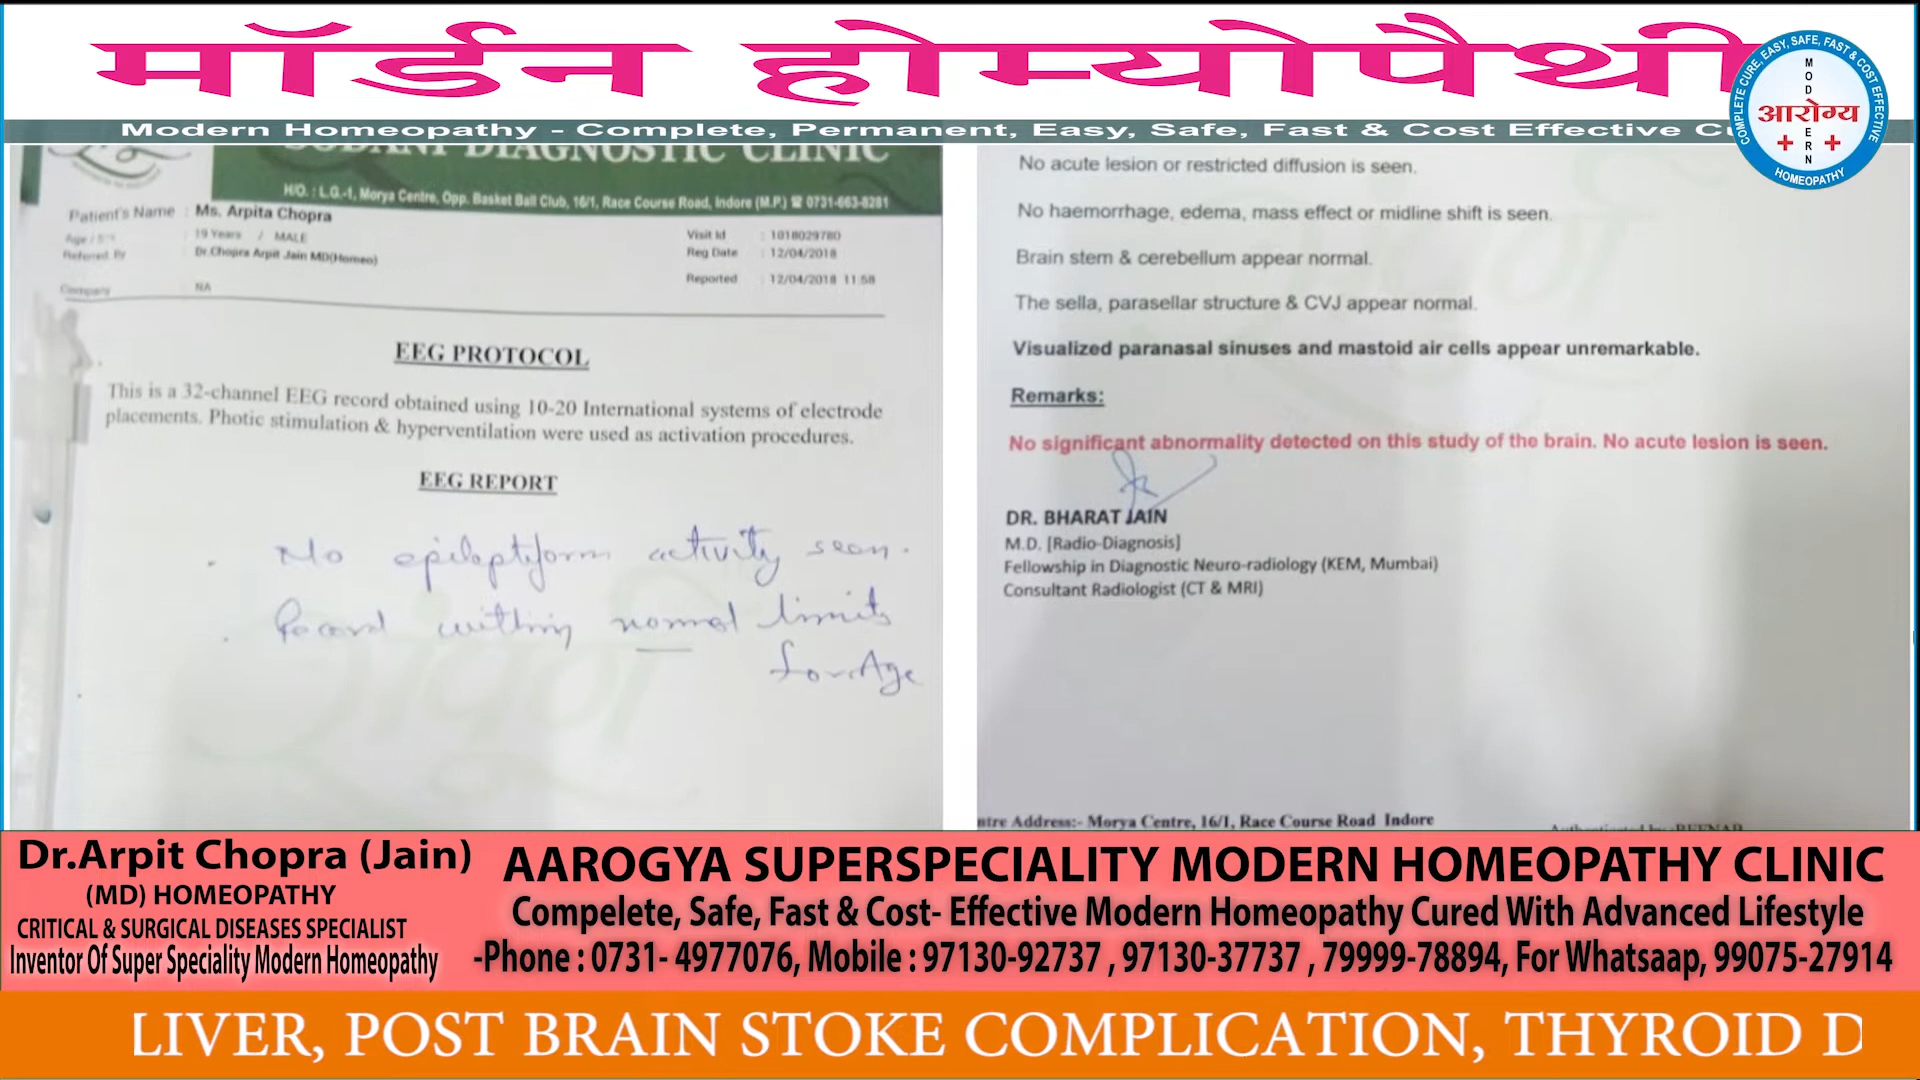 मॉर्डन होम्योपैथी
Modern Homeopathy - Complete, Permanent, Easy, Safe, Fast & Cost Effective
COMPLETE CURE, EASY, SAFE, FAST & COST EFFECTIVE
MODERN
आरोग्य
HOMEOPATHY
DIAGNOSTIC CLINIC
H/O. : L.G.-1, Morya Centre, Opp. Basket Ball Club, 16/1, Race Course Road, Indore (M.P.) ☎ 0731-663-8281
Patient's Name : Ms. Arpita Chopra
19 Years / MALE
Visit Id : 1018029780
Referred By Dr.Chopra Arpit Jain MD(Homeo)
Reg Date : 12/04/2018
Reported : 12/04/2018 11:58
Company : NA
EEG PROTOCOL
This is a 32-channel EEG record obtained using 10-20 International systems of electrode
placements. Photic stimulation & hyperventilation were used as activation procedures.
EEG REPORT
. No epileptiform activity seen.
. Record within normal limits
for Age
No acute lesion or restricted diffusion is seen.
No haemorrhage, edema, mass effect or midline shift is seen.
Brain stem & cerebellum appear normal.
The sella, parasellar structure & CVJ appear normal.
Visualized paranasal sinuses and mastoid air cells appear unremarkable.
Remarks:
No significant abnormality detected on this study of the brain. No acute lesion is seen.
DR. BHARAT JAIN
M.D. [Radio-Diagnosis]
Fellowship in Diagnostic Neuro-radiology (KEM, Mumbai)
Consultant Radiologist (CT & MRI)
ntre Address:- Morya Centre, 16/1, Race Course Road Indore
Dr.Arpit Chopra (Jain)
(MD) HOMEOPATHY
CRITICAL & SURGICAL DISEASES SPECIALIST
Inventor Of Super Speciality Modern Homeopathy
AAROGYA SUPERSPECIALITY MODERN HOMEOPATHY CLINIC
Compelete, Safe, Fast & Cost- Effective Modern Homeopathy Cured With Advanced Lifestyle
-Phone : 0731- 4977076, Mobile : 97130-92737 , 97130-37737 , 79999-78894, For Whatsaap, 99075-27914
LIVER, POST BRAIN STOKE COMPLICATION, THYROID D